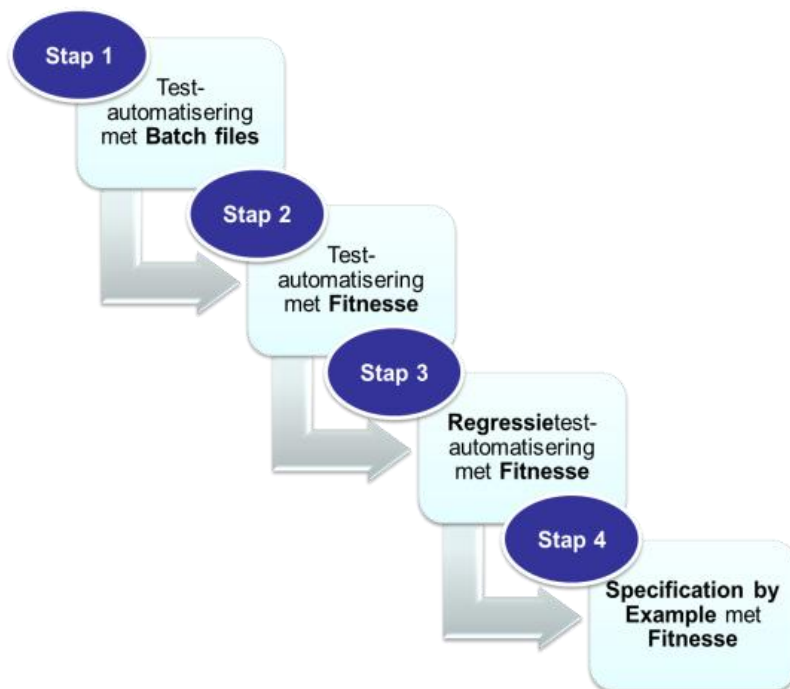 Stap 1
Test-
automatisering
met Batch files
Stap 2
Test-
automatisering
met Fitnesse
Stap 3
Regressietest-
automatisering
met Fitnesse
Stap 4
Specification by
Example met
Fitnesse